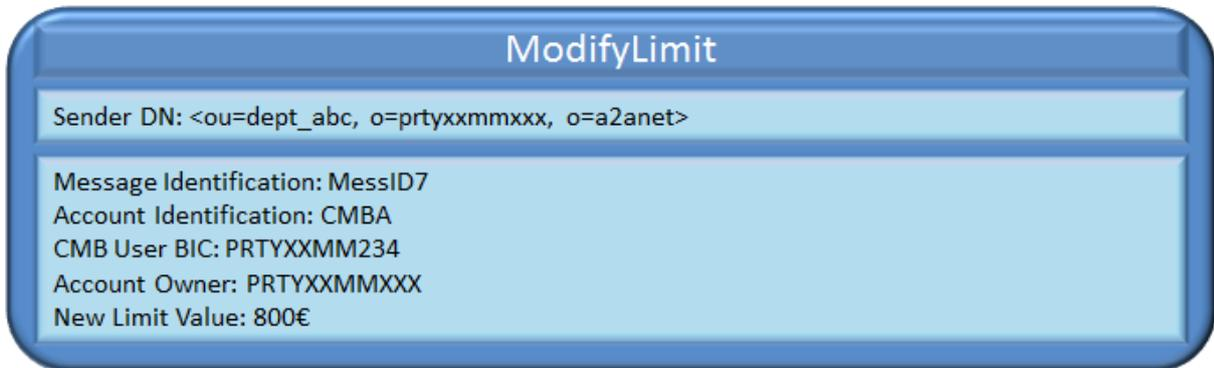 ModifyLimit
Sender DN: <ou=dept_abc, o=prtyxxmmxxx, o=a2anet>
Message Identification: MessID7
Account Identification: CMBA
CMB User BIC: PRTYXXMM234
Account Owner: PRTYXXMMXXX
New Limit Value: 800€